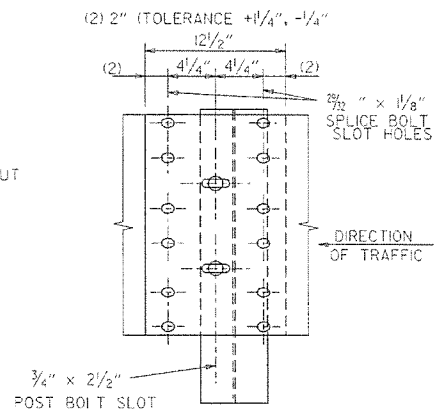 (2) 2" (TOLERANCE +1 1/4", -1/4"
12 1/2"
(2) 4 1/4" 4 1/4" (2)
29/32 " × 1 1/8"
SPLICE BOLT
SLOT HOLES
UT
DIRECTION
OF TRAFFIC
3/4" × 2 1/2"
POST BOLT SLOT